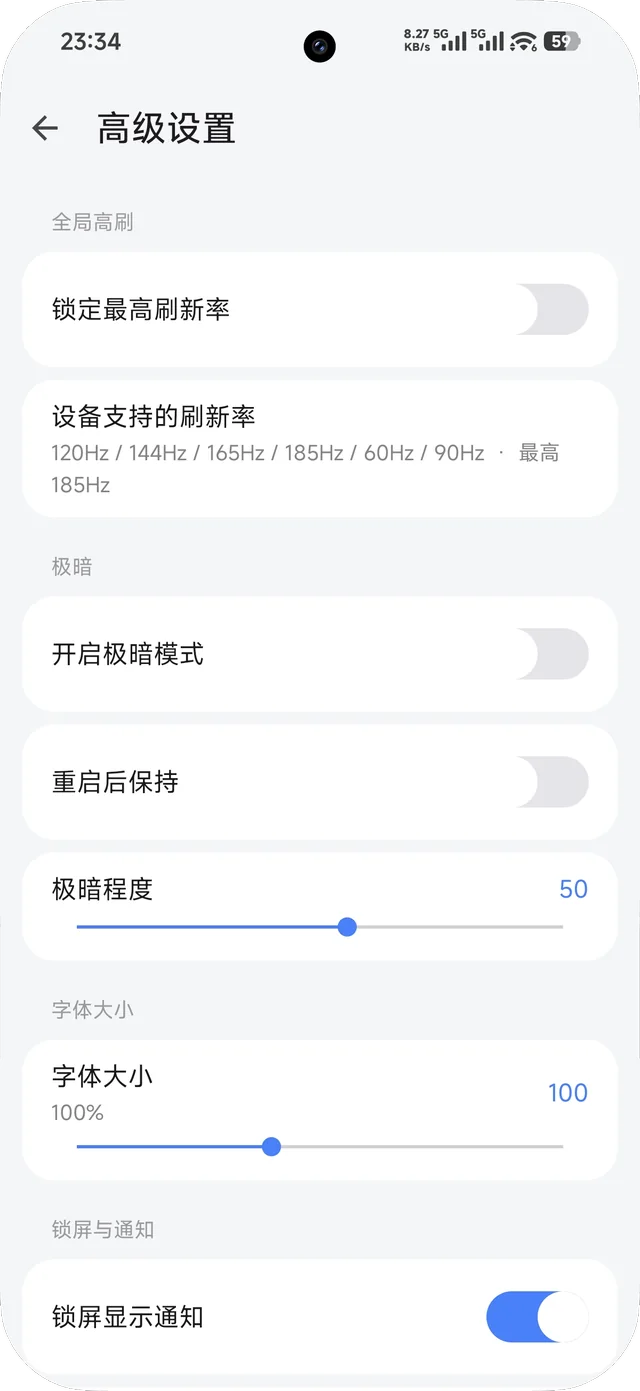 23:34
8.27 KB/s 5G 5G 6 59
高级设置
全局高刷
锁定最高刷新率
设备支持的刷新率
120Hz / 144Hz / 165Hz / 185Hz / 60Hz / 90Hz · 最高
185Hz
极暗
开启极暗模式
重启后保持
极暗程度
50
字体大小
字体大小
100%
100
锁屏与通知
锁屏显示通知